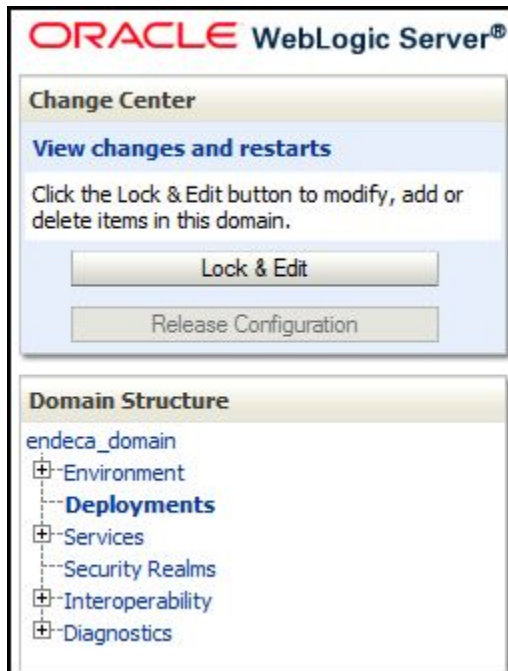 ORACLE WebLogic Server®
Change Center
View changes and restarts
Click the Lock & Edit button to modify, add or
delete items in this domain.
Lock & Edit
Release Configuration
Domain Structure
endeca_domain
Environment
Deployments
Services
Security Realms
Interoperability
Diagnostics